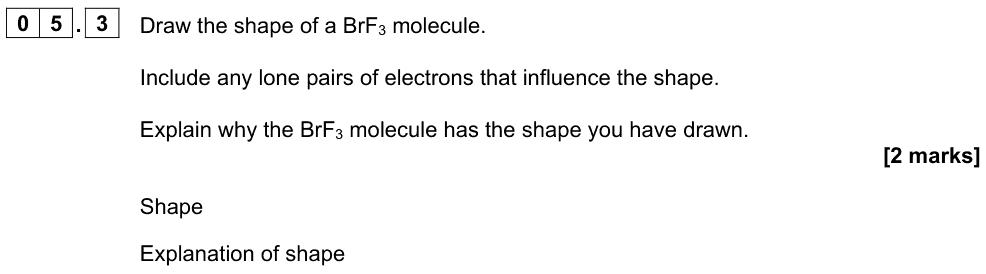 0 5 . 3 Draw the shape of a BrF₃ molecule.
Include any lone pairs of electrons that influence the shape.
Explain why the BrF₃ molecule has the shape you have drawn.
[2 marks]
Shape
Explanation of shape